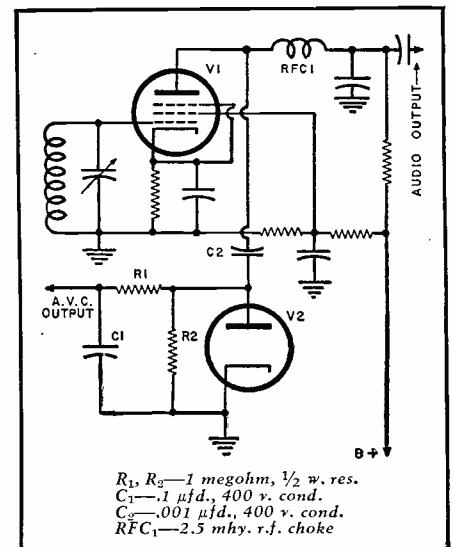 V1
RFC1
AUDIO OUTPUT
C2
R1
A.V.C.
OUTPUT
C1
R2
V2
B+
R₁, R₂—1 megohm, ½ w. res.
C₁—.1 μfd., 400 v. cond.
C₂—.001 μfd., 400 v. cond.
RFC₁—2.5 mhy. r.f. choke